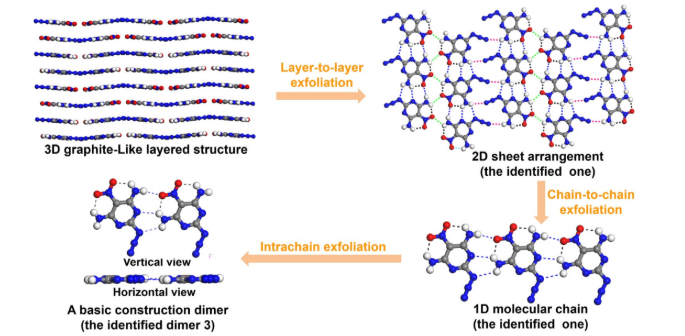 Layer-to-layer
exfoliation
3D graphite-Like layered structure
2D sheet arrangement
(the identified one)
Chain-to-chain
exfoliation
Intrachain exfoliation
Vertical view
Horizontal view
A basic construction dimer
(the identified dimer 3)
1D molecular chain
(the identified one)